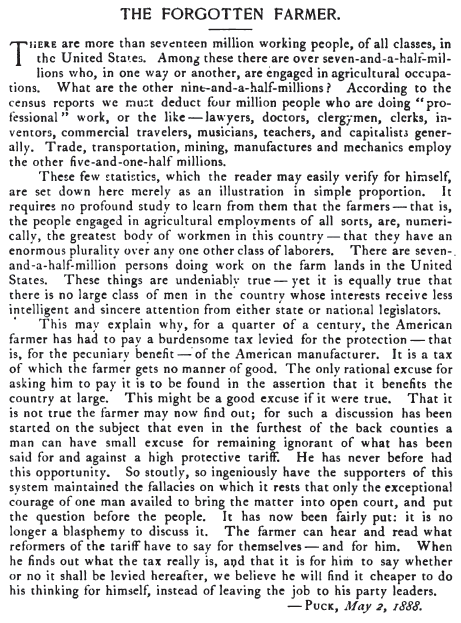 THE FORGOTTEN FARMER.
THERE are more than seventeen million working people, of all classes, in
the United States. Among these there are over seven-and-a-half-mil-
lions who, in one way or another, are engaged in agricultural occupa-
tions. What are the other nine-and-a-half-millions? According to the
census reports we must deduct four million people who are doing "pro-
fessional" work, or the like — lawyers, doctors, clergymen, clerks, in-
ventors, commercial travelers, musicians, teachers, and capitalists gener-
ally. Trade, transportation, mining, manufactures and mechanics employ
the other five-and-one-half millions.
These few statistics, which the reader may easily verify for himself,
are set down here merely as an illustration in simple proportion. It
requires no profound study to learn from them that the farmers — that is,
the people engaged in agricultural employments of all sorts, are, numeri-
cally, the greatest body of workmen in this country — that they have an
enormous plurality over any one other class of laborers. There are seven-
and-a-half-million persons doing work on the farm lands in the United
States. These things are undeniably true — yet it is equally true that
there is no large class of men in the country whose interests receive less
intelligent and sincere attention from either state or national legislators.
This may explain why, for a quarter of a century, the American
farmer has had to pay a burdensome tax levied for the protection — that
is, for the pecuniary benefit — of the American manufacturer. It is a tax
of which the farmer gets no manner of good. The only rational excuse for
asking him to pay it is to be found in the assertion that it benefits the
country at large. This might be a good excuse if it were true. That it
is not true the farmer may now find out; for such a discussion has been
started on the subject that even in the furthest of the back counties a
man can have small excuse for remaining ignorant of what has been
said for and against a high protective tariff. He has never before had
this opportunity. So stoutly, so ingeniously have the supporters of this
system maintained the fallacies on which it rests that only the exceptional
courage of one man availed to bring the matter into open court, and put
the question before the people. It has now been fairly put: it is no
longer a blasphemy to discuss it. The farmer can hear and read what
reformers of the tariff have to say for themselves — and for him. When
he finds out what the tax really is, and that it is for him to say whether
or no it shall be levied hereafter, we believe he will find it cheaper to do
his thinking for himself, instead of leaving the job to his party leaders.
— PUCK, May 2, 1888.